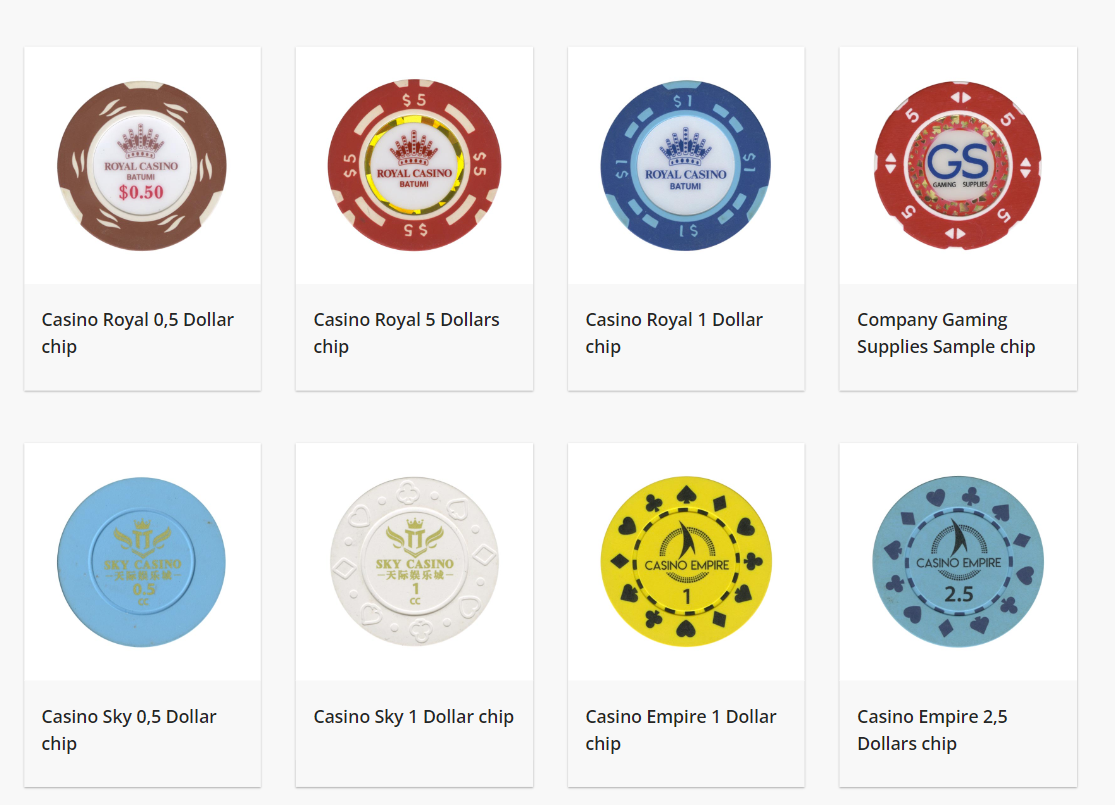 $5
5
5
$1
ROYAL CASINO
BATUMI
$0.50
$5
$5
ROYAL CASINO
BATUMI
$5
$1
$1
ROYAL CASINO
BATUMI
$1
GS
GAMING SUPPLIES
5
5
Casino Royal 0,5 Dollar
chip
Casino Royal 5 Dollars
chip
Casino Royal 1 Dollar
chip
Company Gaming
Supplies Sample chip
SKY CASINO
天际娱乐城
0.5
CC
SKY CASINO
天际娱乐城
1
CC
CASINO EMPIRE
1
CASINO EMPIRE
2.5
Casino Sky 0,5 Dollar
chip
Casino Sky 1 Dollar chip
Casino Empire 1 Dollar
chip
Casino Empire 2,5
Dollars chip